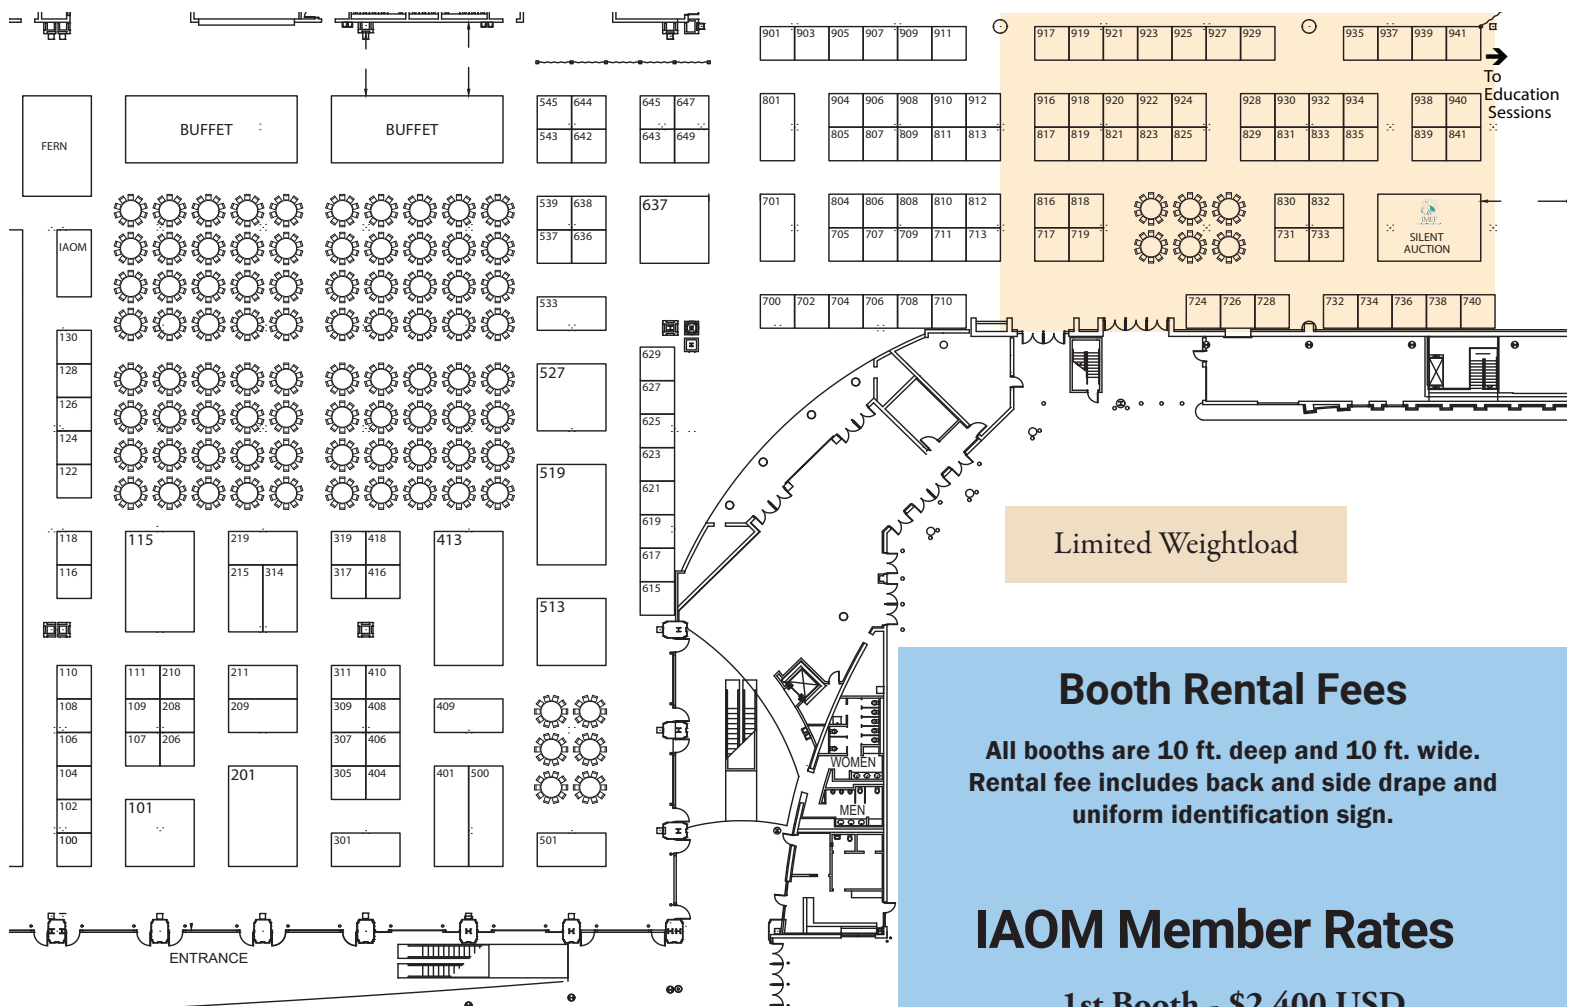 901 903 905 907 909 911 917 919 921 923 925 927 929 935 937 939 941
To
Education
Sessions
545 644 645 647 801 904 906 908 910 912 916 918 920 922 924 928 930 932 934 938 940
FERN BUFFET BUFFET
543 642 643 649 805 807 809 811 813 817 819 821 823 825 829 831 833 835 839 841
539 638 637 701 804 806 808 810 812 816 818 830 832
IAOM 537 636 705 707 709 711 713 717 719 731 733
IMEF
SILENT
AUCTION
533 700 702 704 706 708 710 724 726 728 732 734 736 738 740
130
629
128 527 627
126 625
124 623
122 519 621
619
118 115 219 319 418 413 617
116 215 314 317 416 615
513
Limited Weightload
110 111 210 211 311 410
108 109 208 209 309 408 409
106 107 206 307 406
104 201 305 404 401 500
102 101
100 301 501
WOMEN
MEN
ENTRANCE
Booth Rental Fees
All booths are 10 ft. deep and 10 ft. wide.
Rental fee includes back and side drape and
uniform identification sign.
IAOM Member Rates
1st Booth - $2,400 USD